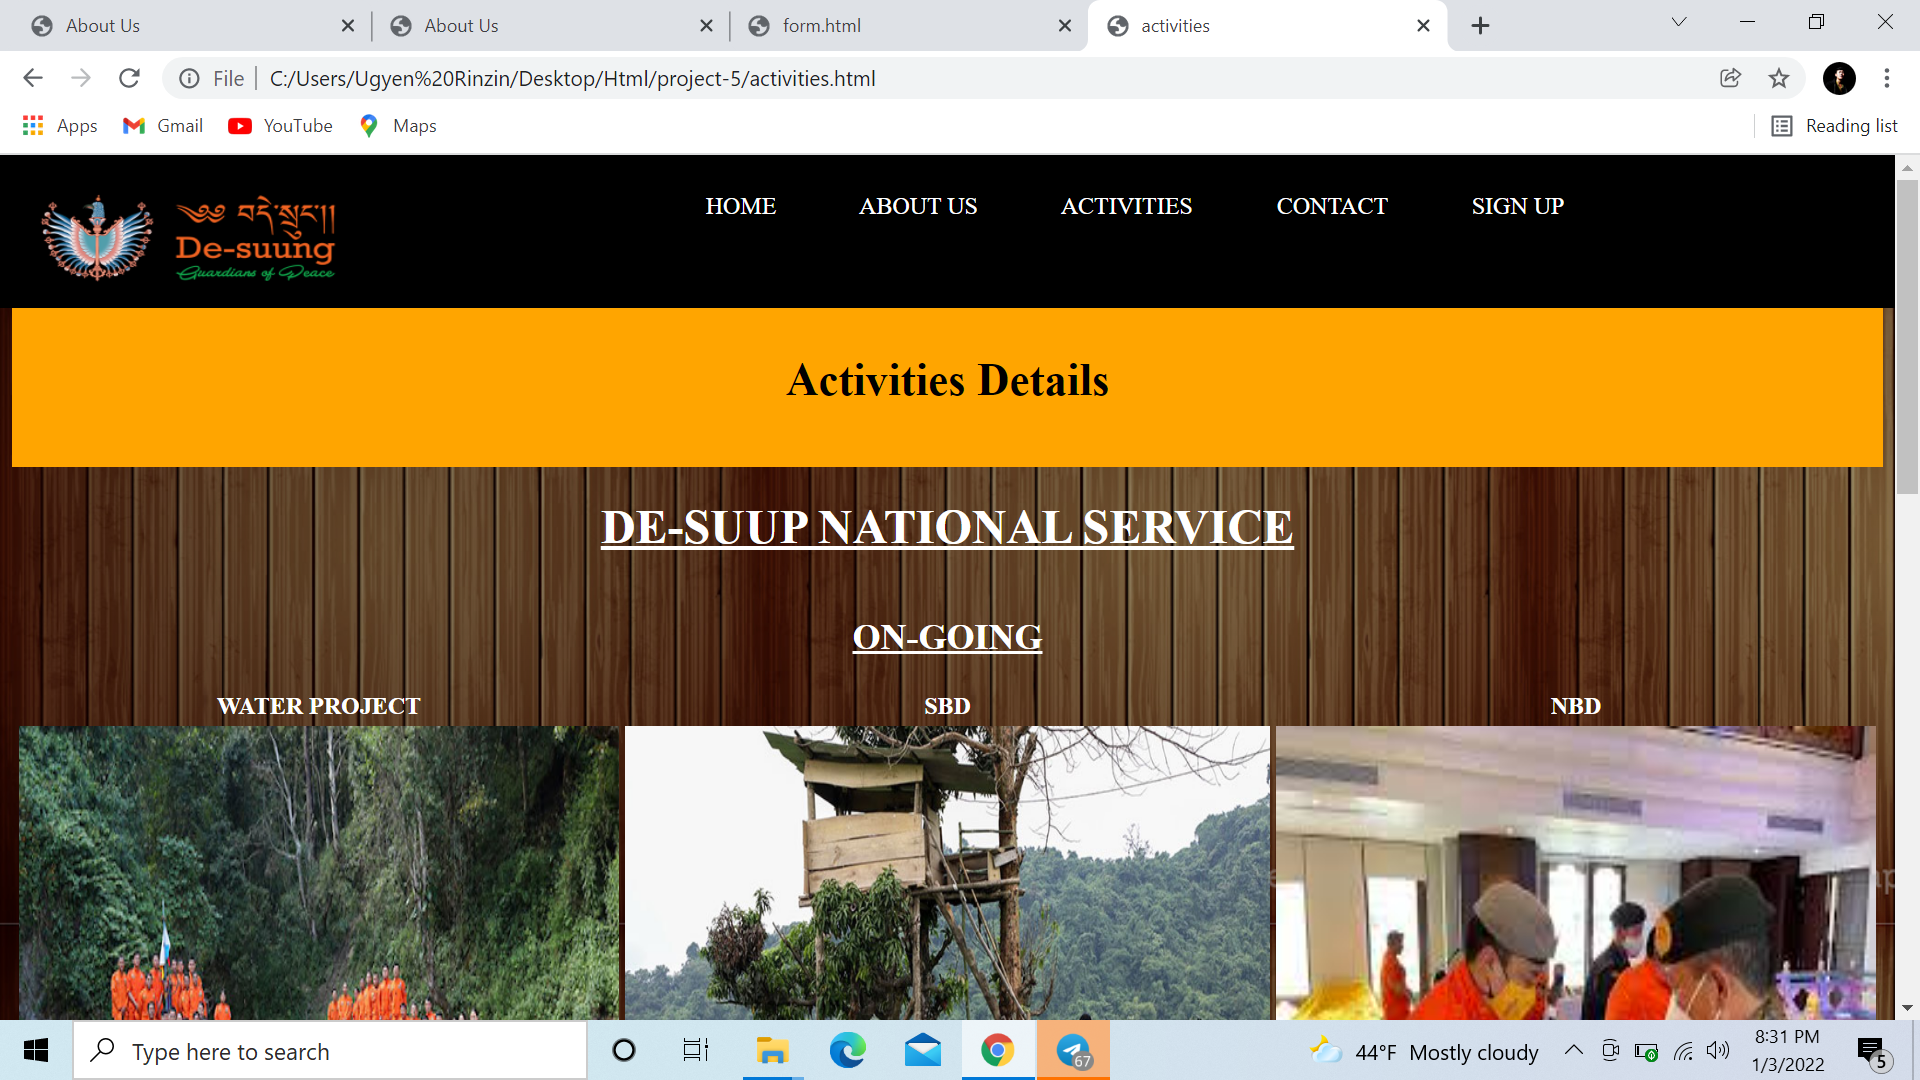 About Us
About Us
form.html
activities
File
C:/Users/Ugyen%20Rinzin/Desktop/Html/project-5/activities.html
Apps
Gmail
YouTube
Maps
Reading list
༄༅ བདེ་སྲུང།།
De-suung
Guardians of Peace
HOME
ABOUT US
ACTIVITIES
CONTACT
SIGN UP
Activities Details
DE-SUUP NATIONAL SERVICE
ON-GOING
WATER PROJECT
SBD
NBD
Type here to search
67
44°F Mostly cloudy
8:31 PM
1/3/2022
5